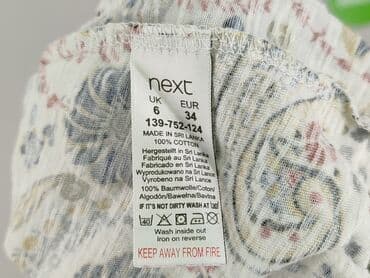 next
UK EUR
6 34
139-752-124
MADE IN SRI LANKA
100% COTTON
Hergestellt in Sri Lanka
Fabriqué au Sri Lanka
Fabricado en Sri Lanka
Wyprodukowano na Sri Lance
Vyrobeno na Sri Lance
100% Baumwolle/Coton/
Algodón/Bawełna/Bavlna
IF IT'S NOT DIRTY WASH AT
Wash inside out
Iron on reverse
KEEP AWAY FROM FIRE